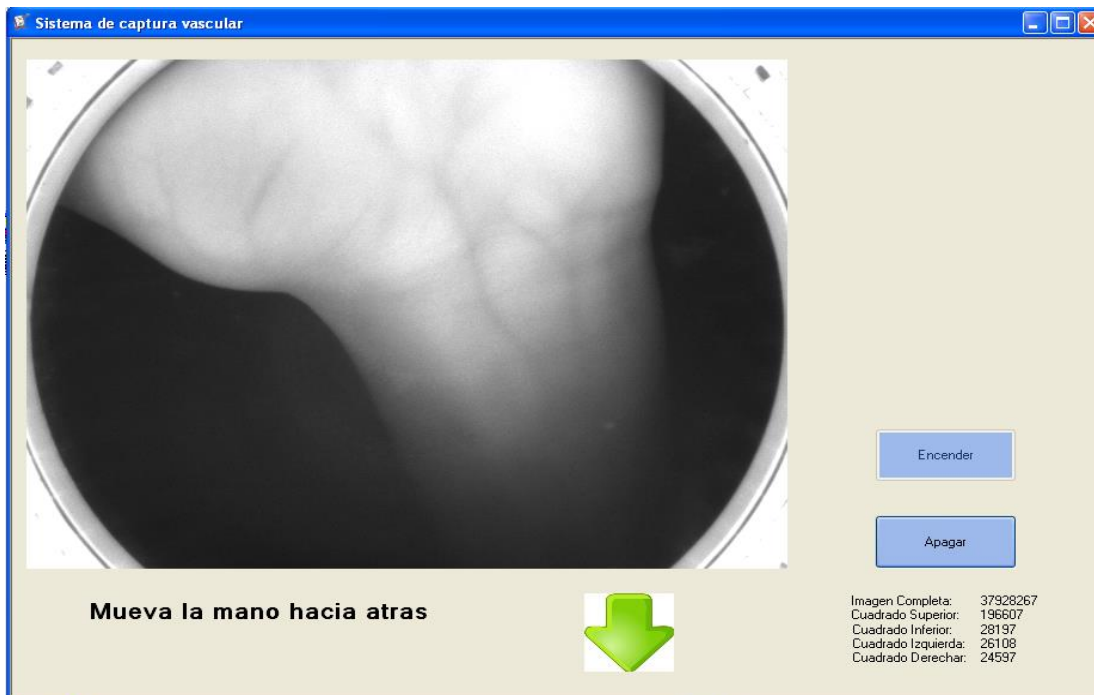 Sistema de captura vascular
Encender
Apagar
Mueva la mano hacia atras
Imagen Completa: 37928267
Cuadrado Superior: 196607
Cuadrado Inferior: 28197
Cuadrado Izquierda: 26108
Cuadrado Derechar: 24597